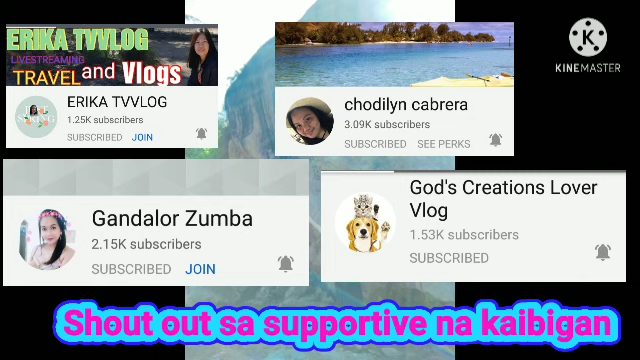 ERIKA TVVLOG
LIVESTREAMING
TRAVEL and Vlogs
ERIKA TVVLOG
1.25K subscribers
SUBSCRIBED JOIN
chodilyn cabrera
3.09K subscribers
SUBSCRIBED SEE PERKS
KINEMASTER
Gandalor Zumba
2.15K subscribers
SUBSCRIBED JOIN
God's Creations Lover
Vlog
1.53K subscribers
SUBSCRIBED
Shout out sa supportive na kaibigan